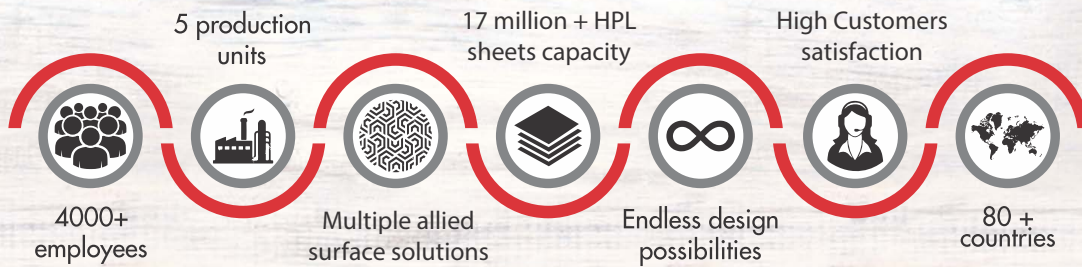 4000+
employees
5 production
units
Multiple allied
surface solutions
17 million + HPL
sheets capacity
Endless design
possibilities
High Customers
satisfaction
80 +
countries